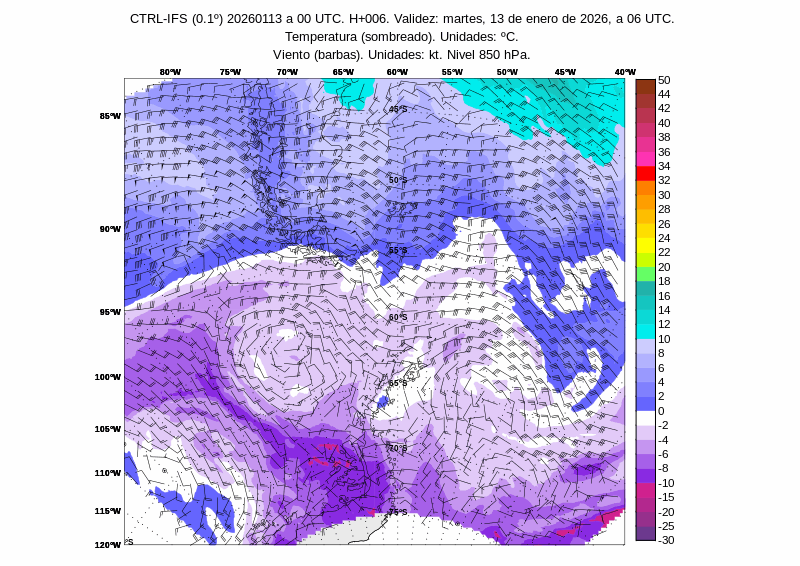 CTRL-IFS (0.1º) 20260113 a 00 UTC. H+006. Validez: martes, 13 de enero de 2026, a 06 UTC.
Temperatura (sombreado). Unidades: ºC.
Viento (barbas). Unidades: kt. Nivel 850 hPa.
80°W 75°W 70°W 65°W 60°W 55°W 50°W 45°W 40°W
85°W
90°W
95°W
100°W
105°W
110°W
115°W
120°W
45°S
50°S
55°S
60°S
65°S
70°S
75°S
°S
50
44
42
40
38
36
34
32
30
28
26
24
22
20
18
16
14
12
10
8
6
4
2
0
-2
-4
-6
-8
-10
-15
-20
-25
-30